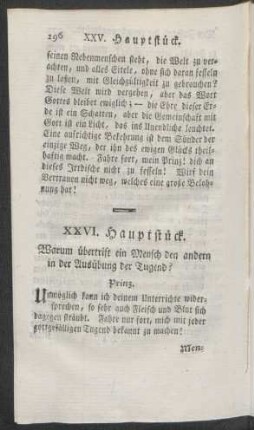 296 XXV. Hauptstück.
seinen Nebenmenschen siehet, die Welt zu ver-
achten, und alles Eitele, ohne sich daran fesseln
zu lassen, mit Gleichgültigkeit zu gebrauchen?
Diese Welt wird vergehen, aber das Wort
Gottes bleibet ewiglich; — die Ehre dieser Er-
de ist ein Schatten, aber die Gemeinschaft mit
Gott ist ein Licht, das ins Unendliche leuchtet.
Eine aufrichtige Bekehrung ist dem Sünder der
einzige Weg, der ihn des ewigen Glücks theil-
haftig macht. Fahre fort, mein Prinz! dich an
dieses Irrdische nicht zu fesseln! Wirf dein
Vertrauen nicht weg, welches eine große Beloh-
nung hat!
XXVI. Hauptstück.
Warum übertrift ein Mensch den andern
in der Ausübung der Tugend?
Prinz.
Unmöglich kann ich deinem Unterrichte wider-
sprechen, so sehr auch Fleisch und Blut sich
dagegen sträubt. Fahre nur fort, mich mit jeder
gottgefälligen Tugend bekannt zu machen!
Men-